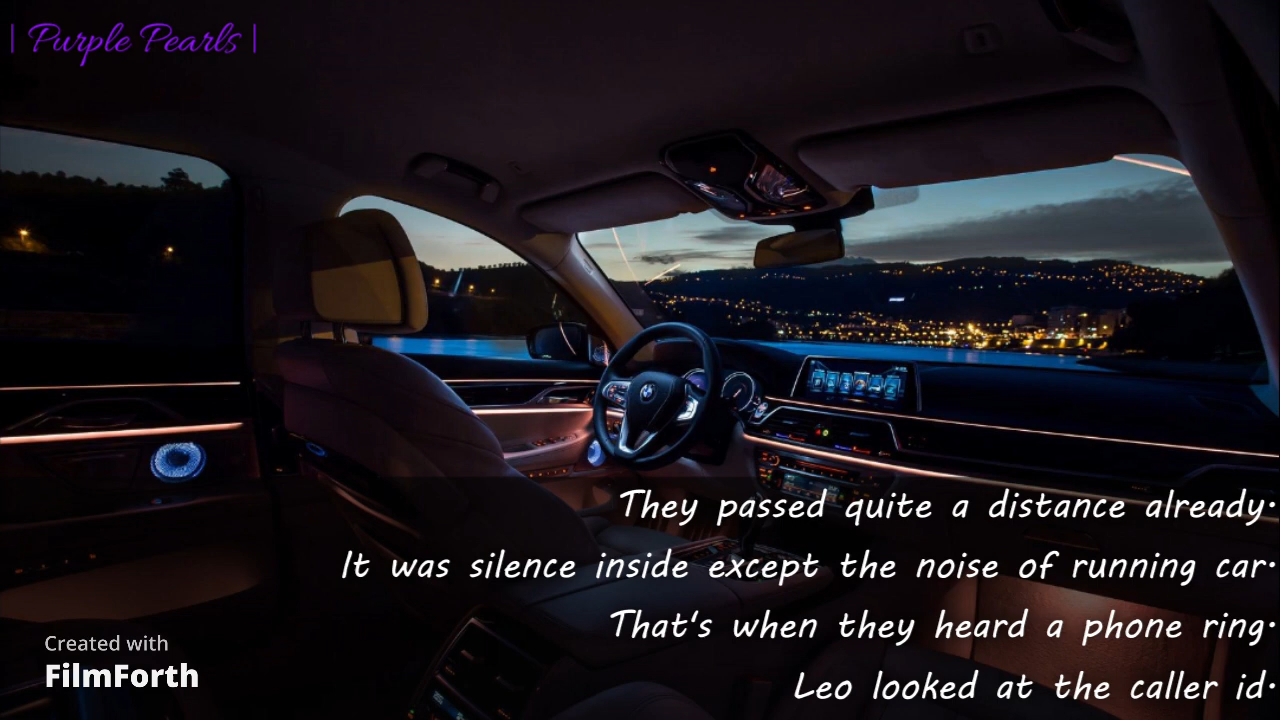 | Purple Pearls |
They passed quite a distance already.
It was silence inside except the noise of running car.
That's when they heard a phone ring.
Leo looked at the caller id.
Created with
FilmForth